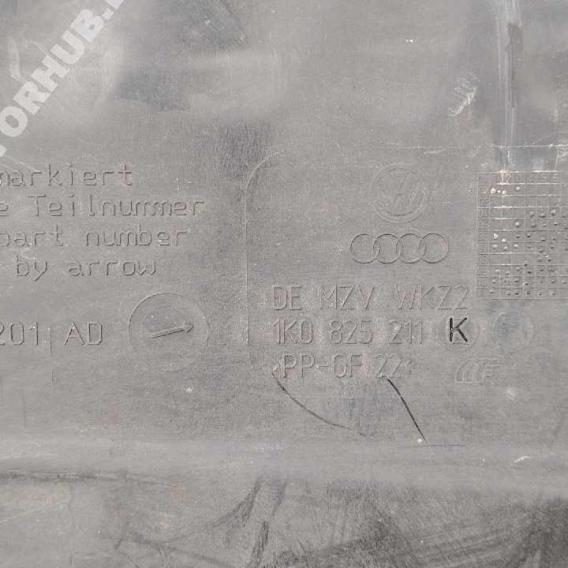 ORHUB.
markiert
e Teilnummer
part number
by arrow
201 AD
DE MZV WKZ2
1K0 825 211 K
>PP-GF 22<